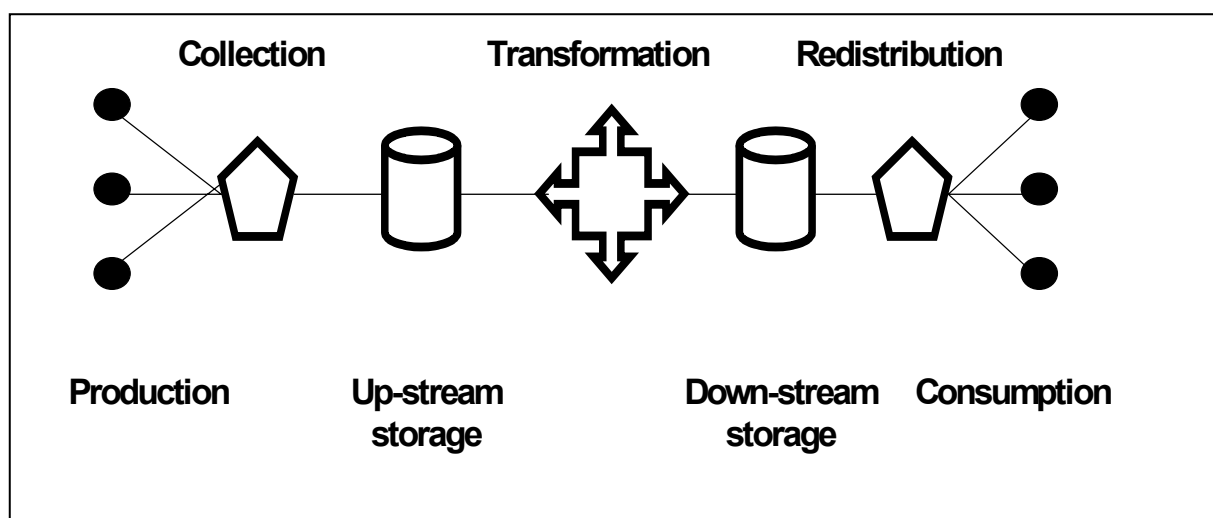 Collection Transformation Redistribution
Production Up-stream storage Down-stream storage Consumption